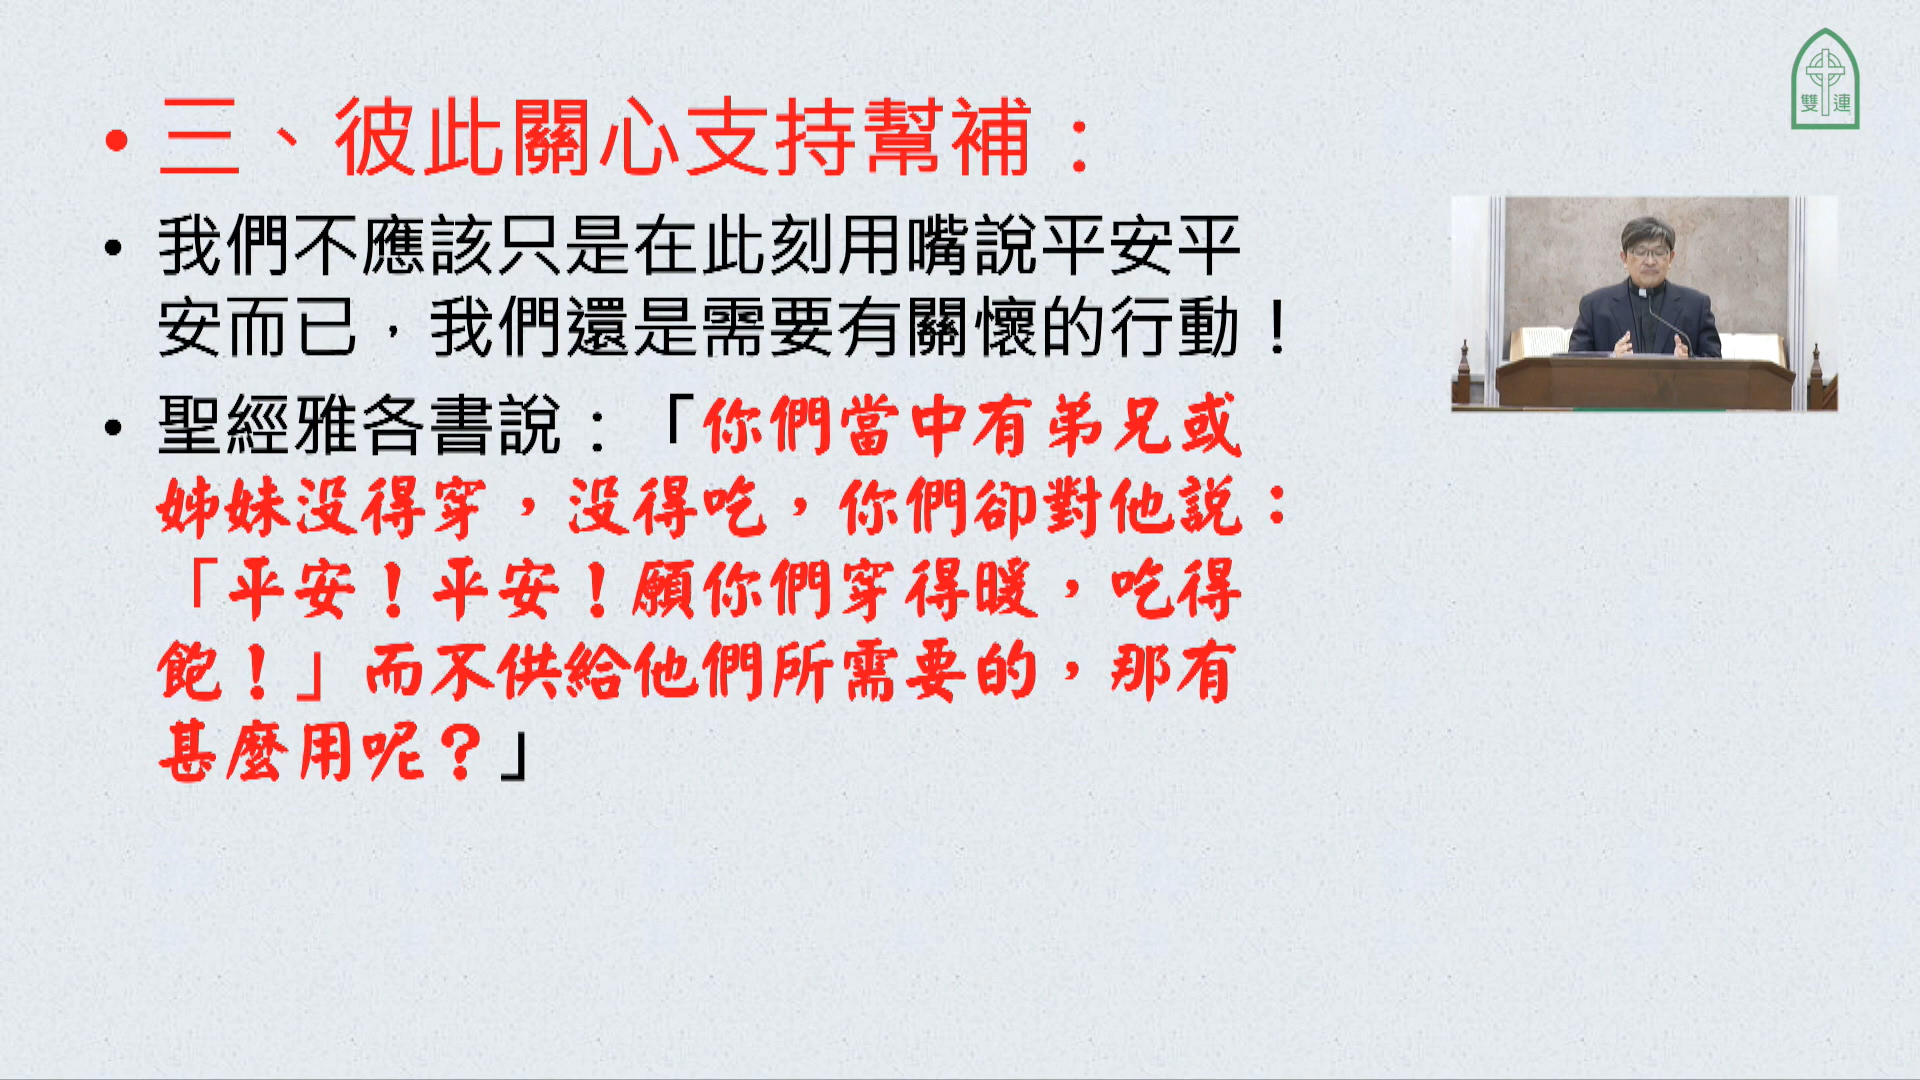 • 三、彼此關心支持幫補：
• 我們不應該只是在此刻用嘴說平安平
安而已，我們還是需要有關懷的行動！
• 聖經雅各書說：「你們當中有弟兄或
姊妹沒得穿，沒得吃，你們卻對他說：
「平安！平安！願你們穿得暖，吃得
飽！」而不供給他們所需要的，那有
甚麼用呢？」
雙連